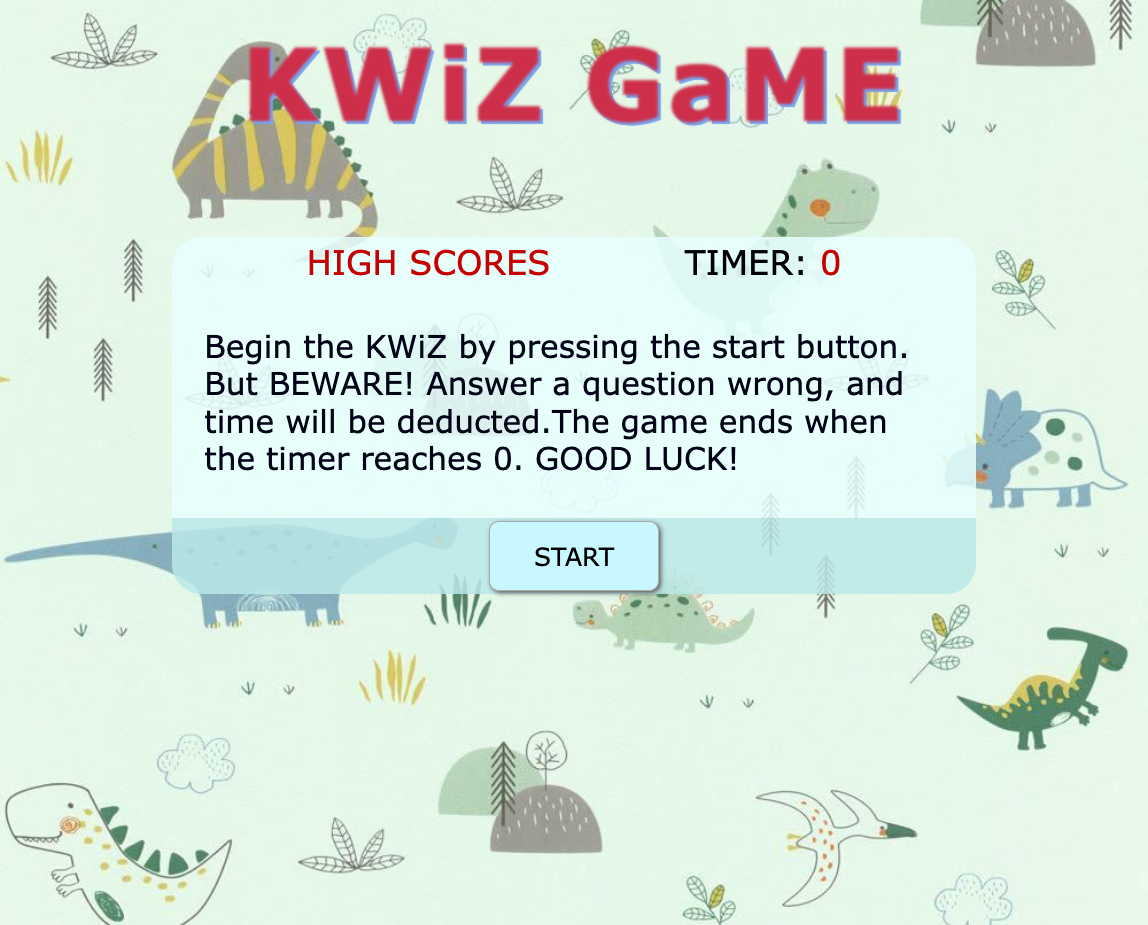 KWiZ GaME
HIGH SCORES TIMER: 0
Begin the KWiZ by pressing the start button.
But BEWARE! Answer a question wrong, and
time will be deducted.The game ends when
the timer reaches 0. GOOD LUCK!
START